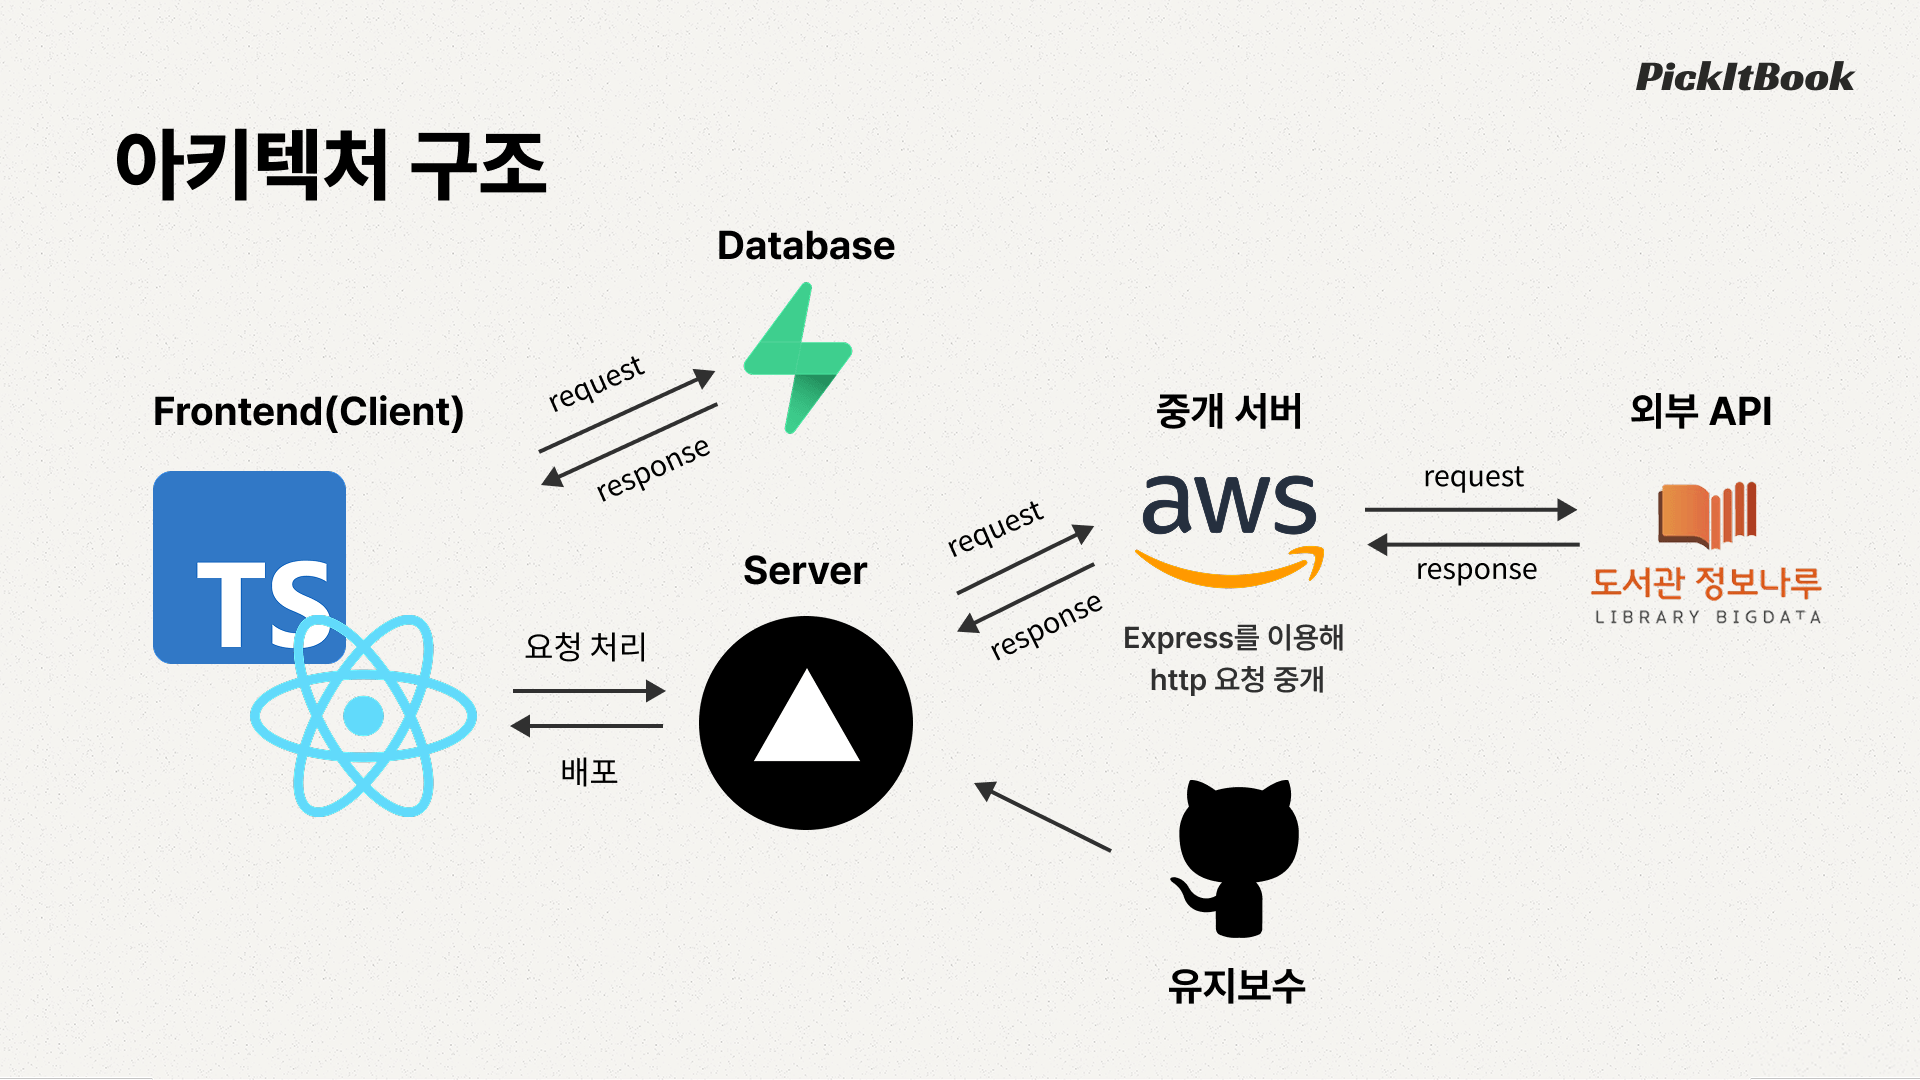 PickItBook
아키텍처 구조
Database
request
response
Frontend(Client)
TS
요청 처리
배포
Server
request
response
중개 서버
aws
Express를 이용해
http 요청 중개
request
response
외부 API
도서관 정보나루
LIBRARY BIGDATA
유지보수